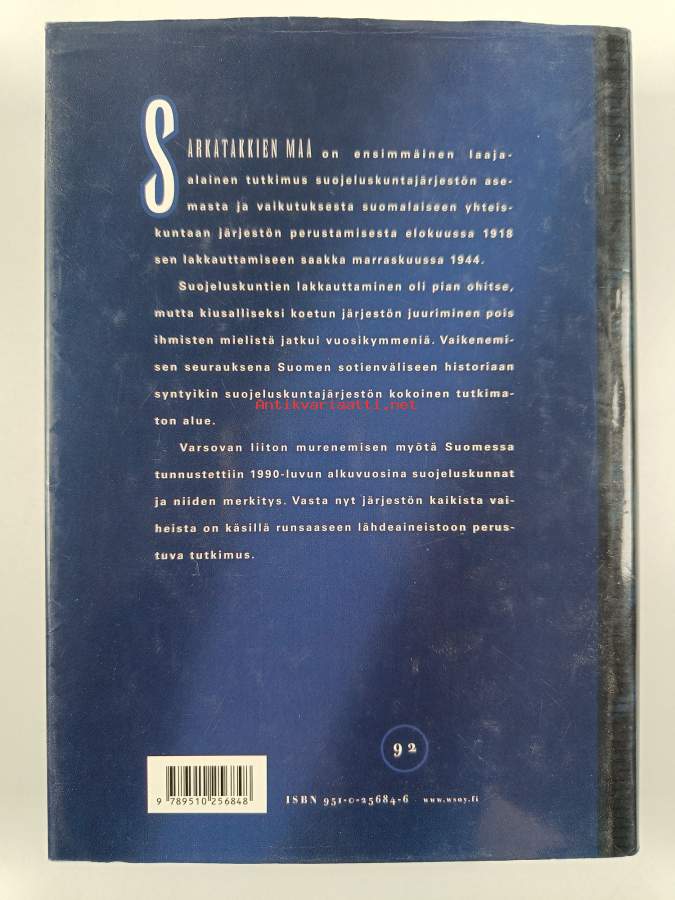 SARKATAKKIEN MAA on ensimmäinen laaja-
alainen tutkimus suojeluskuntajärjestön ase-
masta ja vaikutuksesta suomalaiseen yhteis-
kuntaan järjestön perustamisesta elokuussa 1918
sen lakkauttamiseen saakka marraskuussa 1944.
Suojeluskuntien lakkauttaminen oli pian ohitse,
mutta kiusalliseksi koetun järjestön juuriminen pois
ihmisten mielistä jatkui vuosikymmeniä. Vaikenemi-
sen seurauksena Suomen sotienväliseen historiaan
syntyikin suojeluskuntajärjestön kokoinen tutkima-
Antikvariaatti.net
ton alue.
Varsovan liiton murenemisen myötä Suomessa
tunnustettiin 1990-luvun alkuvuosina suojeluskunnat
ja niiden merkitys. Vasta nyt järjestön kaikista vai-
heista on käsillä runsaaseen lähdeaineistoon perus-
tuva tutkimus.
92
9 789510 256848
ISBN 951-0-25684-6 www.wsoy.fi